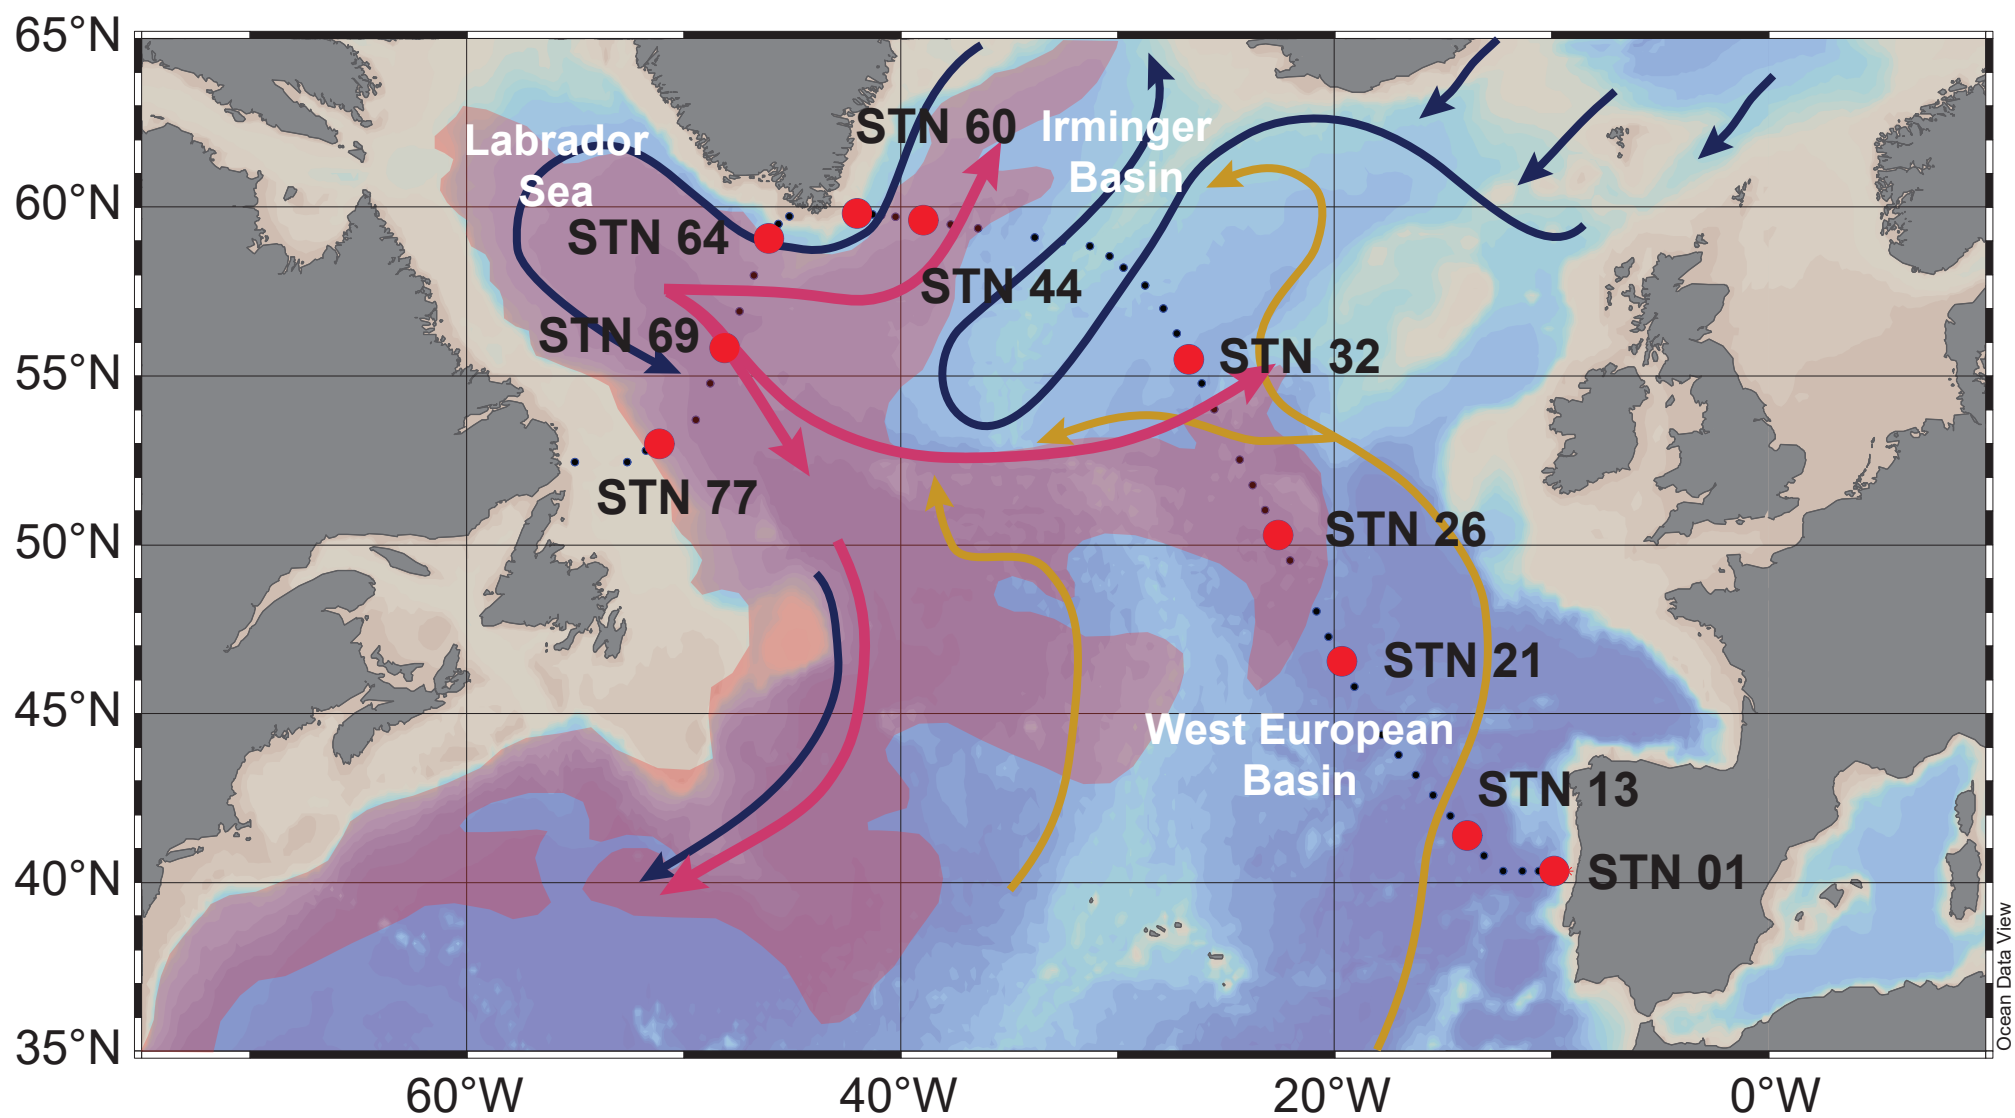 65°N
60°N
55°N
50°N
45°N
40°N
35°N
60°W
40°W
20°W
0°W
Labrador
Sea
Irminger
Basin
West European
Basin
STN 60
STN 64
STN 44
STN 69
STN 32
STN 77
STN 26
STN 21
STN 13
STN 01
Ocean Data View